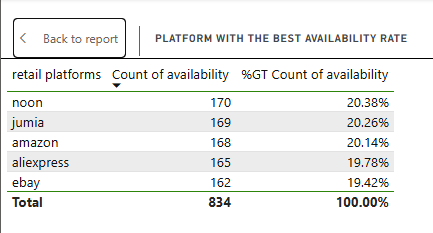 Back to report PLATFORM WITH THE BEST AVAILABILITY RATE
retail platforms Count of availability %GT Count of availability
noon 170 20.38%
jumia 169 20.26%
amazon 168 20.14%
aliexpress 165 19.78%
ebay 162 19.42%
Total 834 100.00%